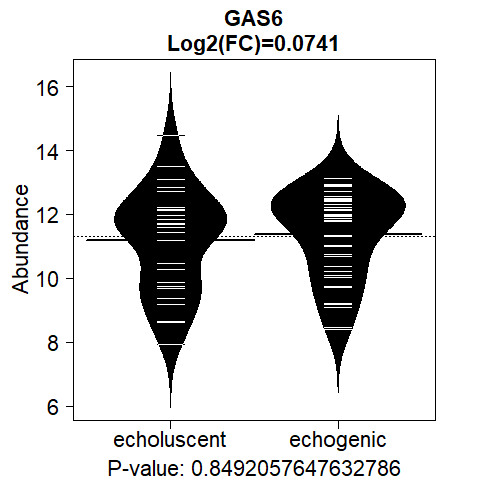 GAS6
Log2(FC)=0.0741
Abundance
16
14
12
10
8
6
echoluscent echogenic
P-value: 0.8492057647632786